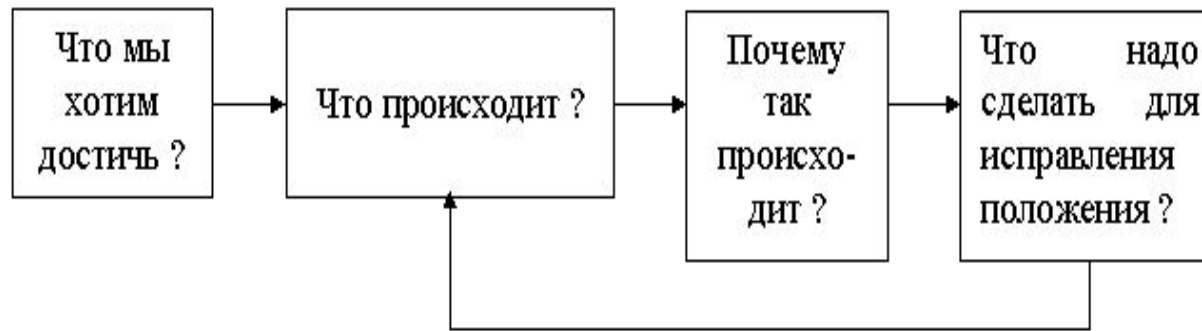 Что мы
хотим
достичь ?
Что происходит ?
Почему
так
происхо-
дит ?
Что надо
сделать для
исправления
положения ?